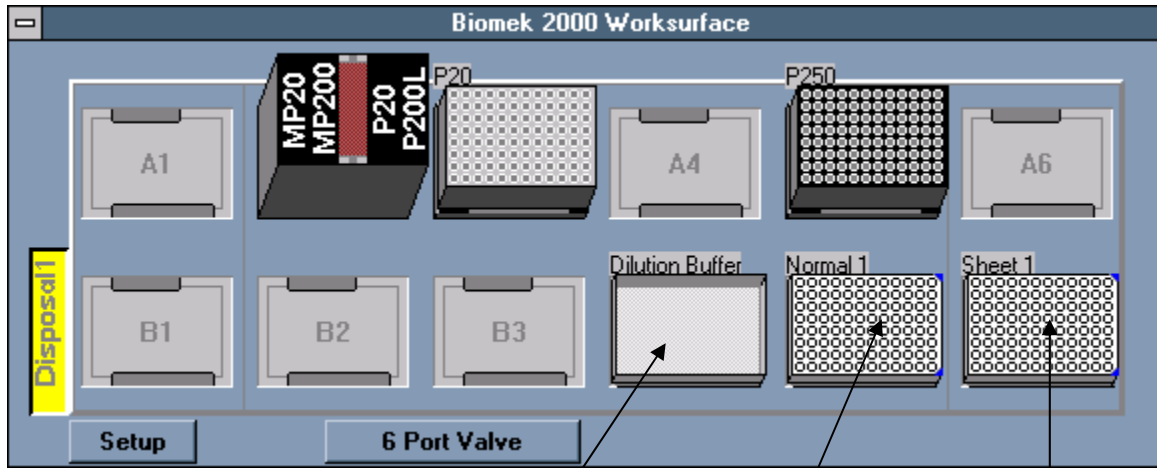 Biomek 2000 Worksurface
MP20
MP200
P20
P200L
P20
P250
A1
A4
A6
Disposal1
Dilution Buffer
Normal 1
Sheet 1
B1
B2
B3
Setup
6 Port Valve